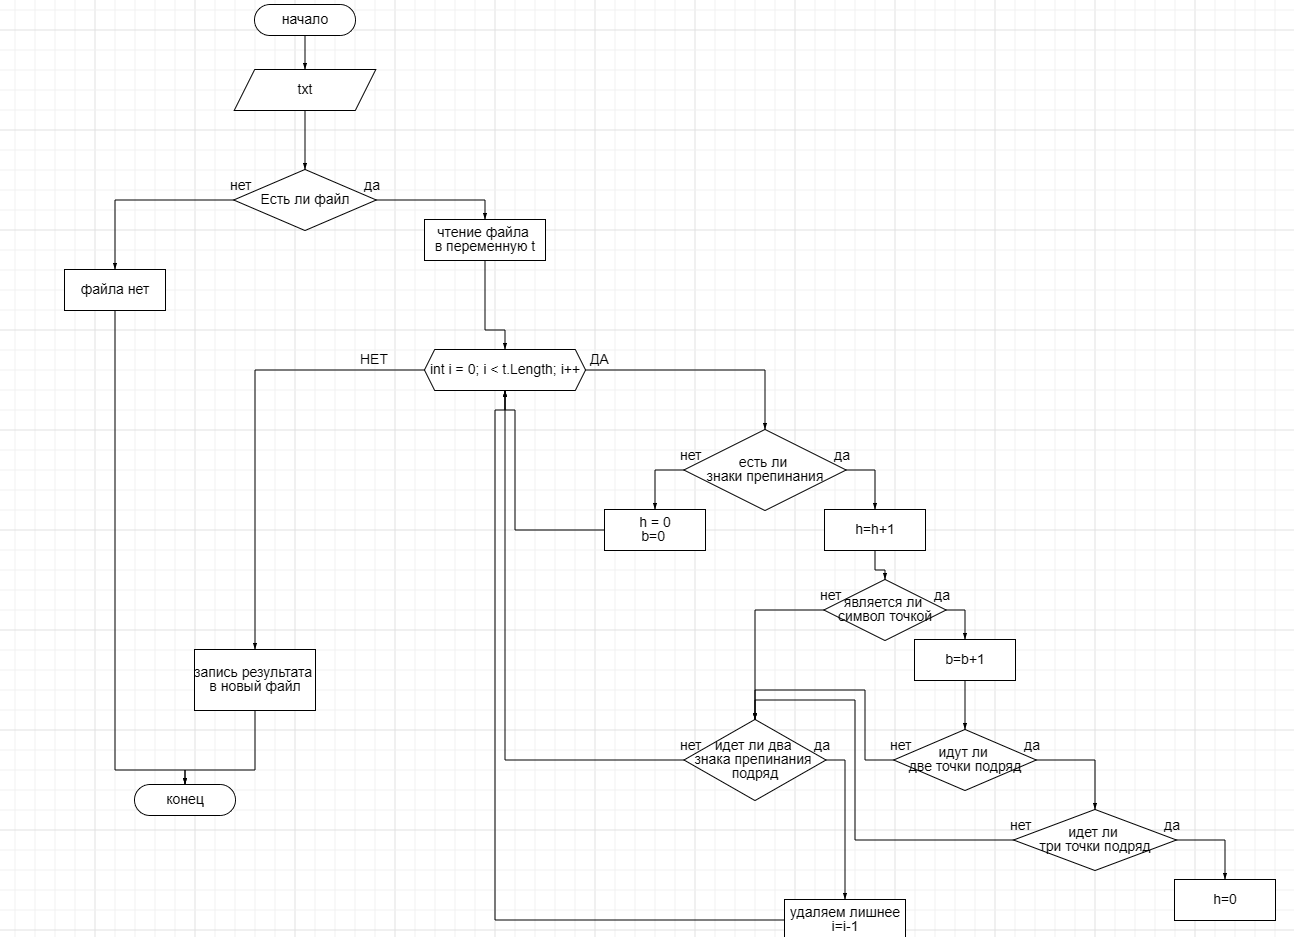 начало
txt
Есть ли файл
нет
да
чтение файла
в переменную t
файла нет
int i = 0; i < t.Length; i++
НЕТ
ДА
есть ли
знаки препинания
нет
да
h = 0
b=0
h=h+1
является ли
символ точкой
нет
да
b=b+1
запись результата
в новый файл
идет ли два
знака препинания
подряд
нет
да
идут ли
две точки подряд
нет
да
конец
идет ли
три точки подряд
нет
да
h=0
удаляем лишнее
i=i-1